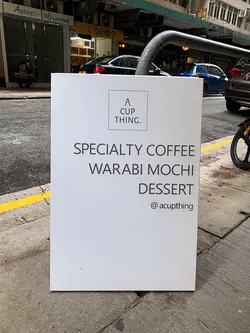 A
CUP
THING.
SPECIALTY COFFEE
WARABI MOCHI
DESSERT
@ acupthing